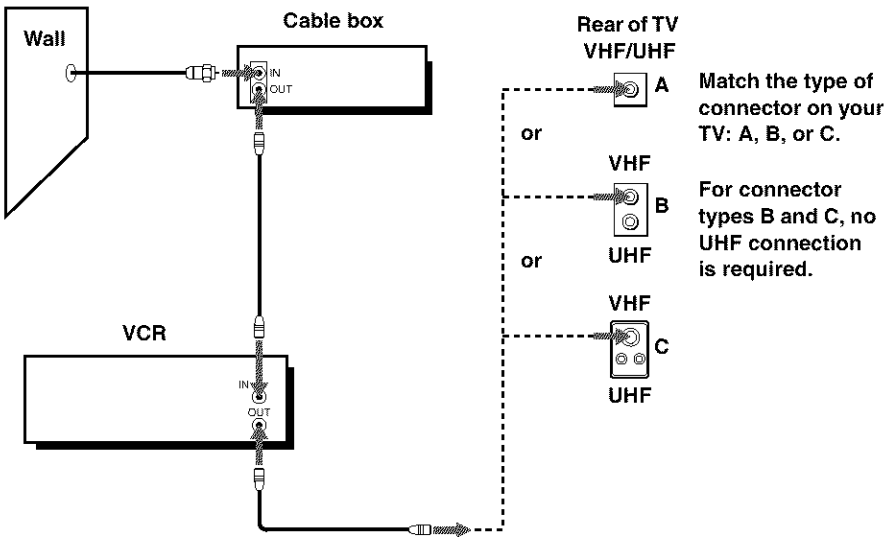 Wall
Cable box
IN
OUT
VCR
IN
OUT
Rear of TV
VHF/UHF
A
or
VHF
B
UHF
or
VHF
C
UHF
Match the type of
connector on your
TV: A, B, or C.
For connector
types B and C, no
UHF connection
is required.